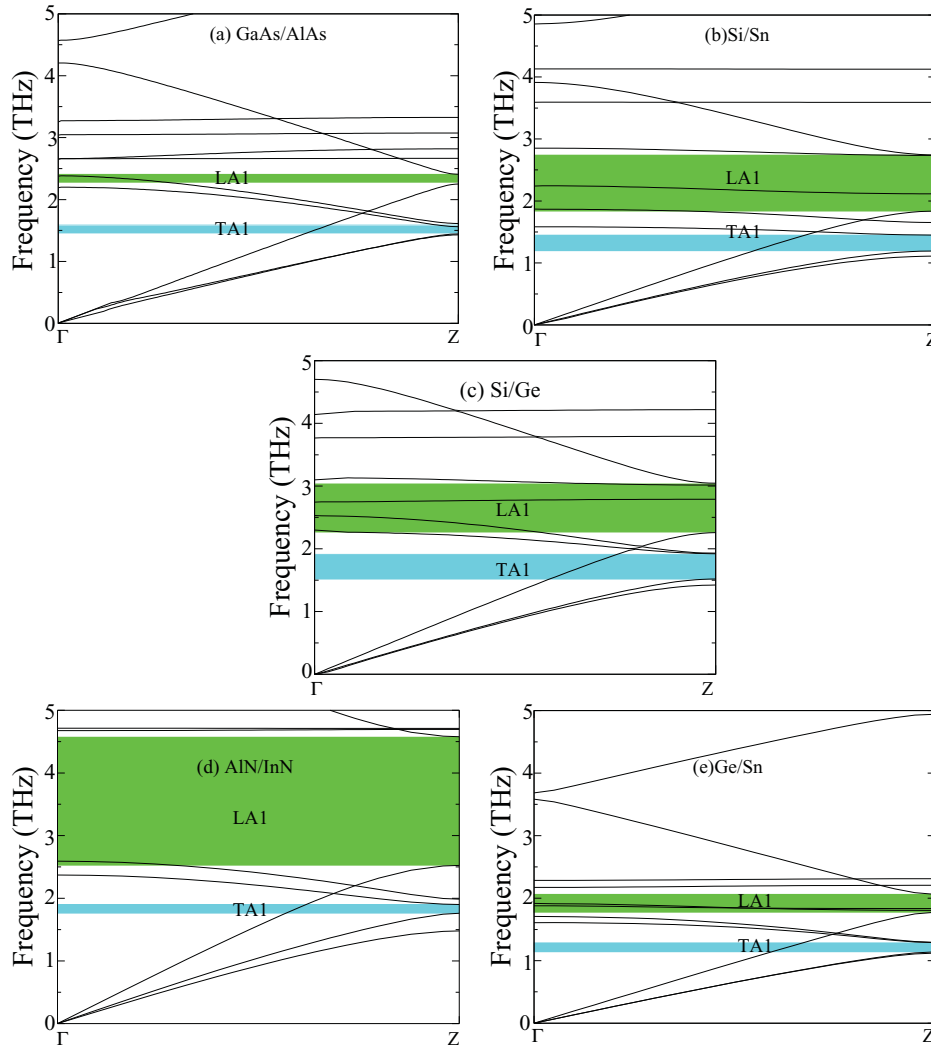 5
4
3
2
1
0
Frequency (THz)
(a) GaAs/AlAs
LA1
TA1
Γ
Z
5
4
3
2
1
0
Frequency (THz)
(b)Si/Sn
LA1
TA1
Γ
Z
5
4
3
2
1
0
Frequency (THz)
(c) Si/Ge
LA1
TA1
Γ
Z
5
4
3
2
1
0
Frequency (THz)
(d) AlN/InN
LA1
TA1
Γ
Z
5
4
3
2
1
0
Frequency (THz)
(e)Ge/Sn
LA1
TA1
Γ
Z